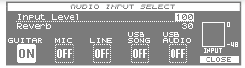 AUDIO INPUT SELECT
Input Level 100
Reverb 30
GUITAR MIC LINE USB SONG USB AUDIO
ON OFF OFF OFF OFF
0
-48
INPUT
CLOSE